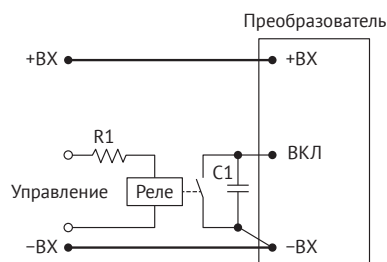 Преобразователь
+ВХ
+ВХ
R1
ВКЛ
C1
Управление
Реле
−ВХ
−ВХ